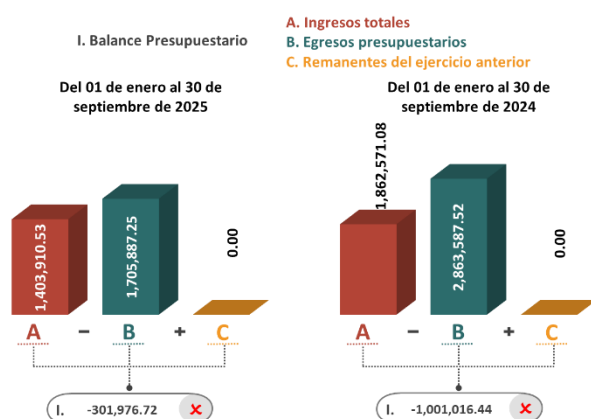 I. Balance Presupuestario
A. Ingresos totales
B. Egresos presupuestarios
C. Remanentes del ejercicio anterior
Del 01 de enero al 30 de
septiembre de 2025
1,403,910.53
1,705,887.25
0.00
A – B + C
I. -301,976.72 ✗
Del 01 de enero al 30 de
septiembre de 2024
1,862,571.08
2,863,587.52
0.00
A – B + C
I. -1,001,016.44 ✗